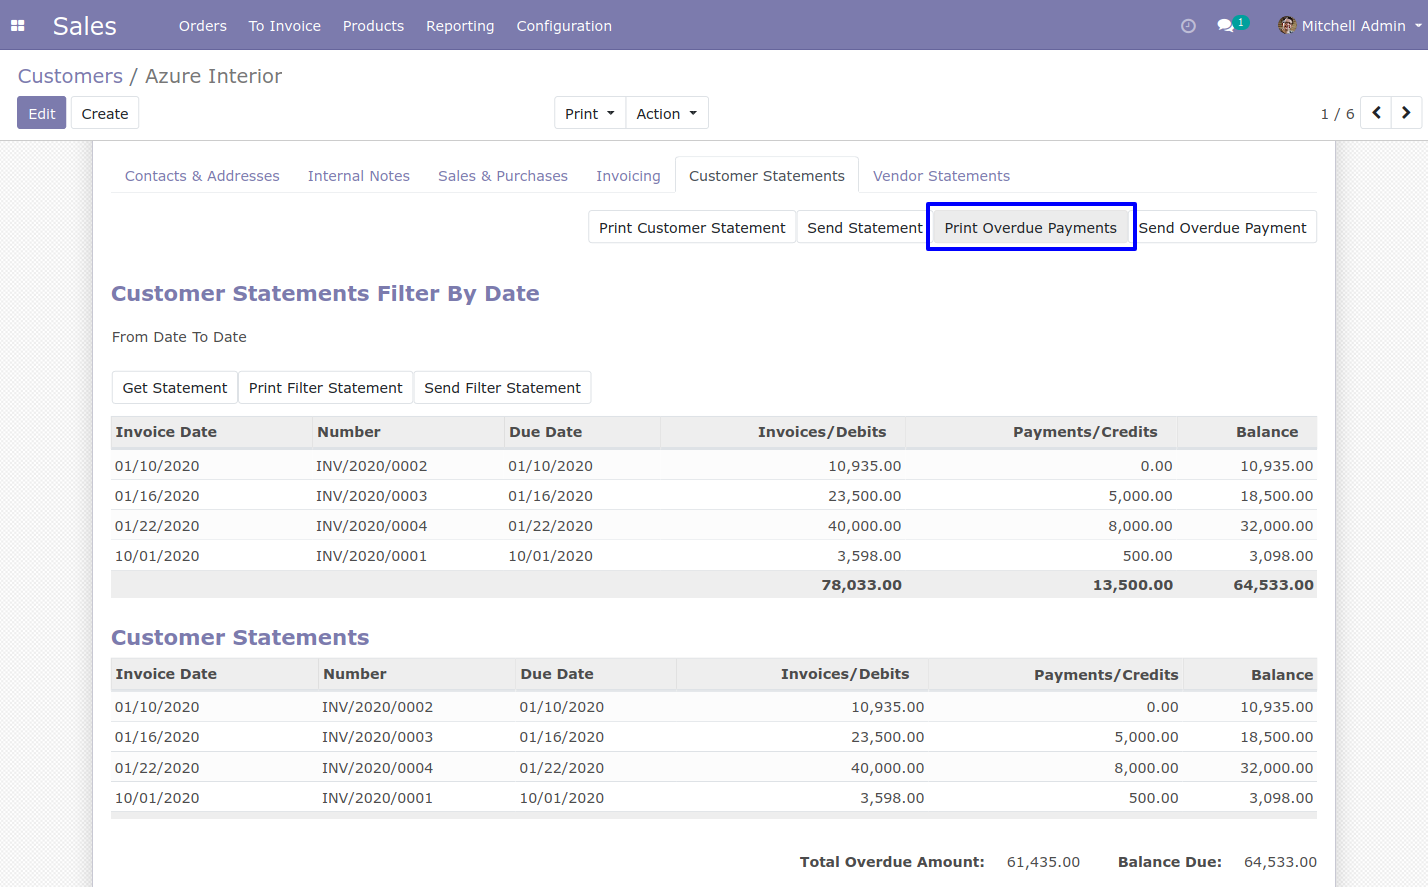 Sales Orders To Invoice Products Reporting Configuration 1 Mitchell Admin
Customers / Azure Interior
Edit Create Print Action 1 / 6
Contacts & Addresses Internal Notes Sales & Purchases Invoicing Customer Statements Vendor Statements
Print Customer Statement Send Statement Print Overdue Payments Send Overdue Payment
Customer Statements Filter By Date
From Date To Date
Get Statement Print Filter Statement Send Filter Statement
Invoice Date Number Due Date Invoices/Debits Payments/Credits Balance
01/10/2020 INV/2020/0002 01/10/2020 10,935.00 0.00 10,935.00
01/16/2020 INV/2020/0003 01/16/2020 23,500.00 5,000.00 18,500.00
01/22/2020 INV/2020/0004 01/22/2020 40,000.00 8,000.00 32,000.00
10/01/2020 INV/2020/0001 10/01/2020 3,598.00 500.00 3,098.00
78,033.00 13,500.00 64,533.00
Customer Statements
Invoice Date Number Due Date Invoices/Debits Payments/Credits Balance
01/10/2020 INV/2020/0002 01/10/2020 10,935.00 0.00 10,935.00
01/16/2020 INV/2020/0003 01/16/2020 23,500.00 5,000.00 18,500.00
01/22/2020 INV/2020/0004 01/22/2020 40,000.00 8,000.00 32,000.00
10/01/2020 INV/2020/0001 10/01/2020 3,598.00 500.00 3,098.00
Total Overdue Amount: 61,435.00 Balance Due: 64,533.00